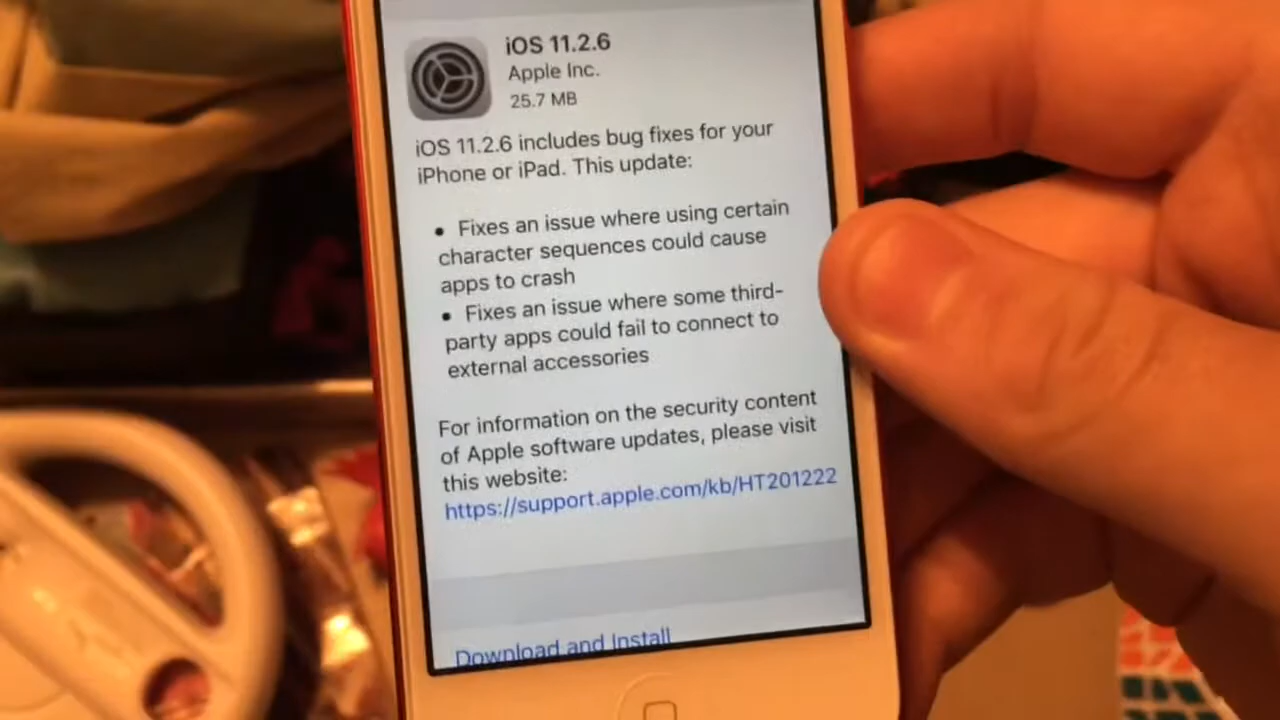 iOS 11.2.6
Apple Inc.
25.7 MB
iOS 11.2.6 includes bug fixes for your
iPhone or iPad. This update:
• Fixes an issue where using certain
character sequences could cause
apps to crash
• Fixes an issue where some third-
party apps could fail to connect to
external accessories
For information on the security content
of Apple software updates, please visit
this website:
https://support.apple.com/kb/HT201222
Download and Install